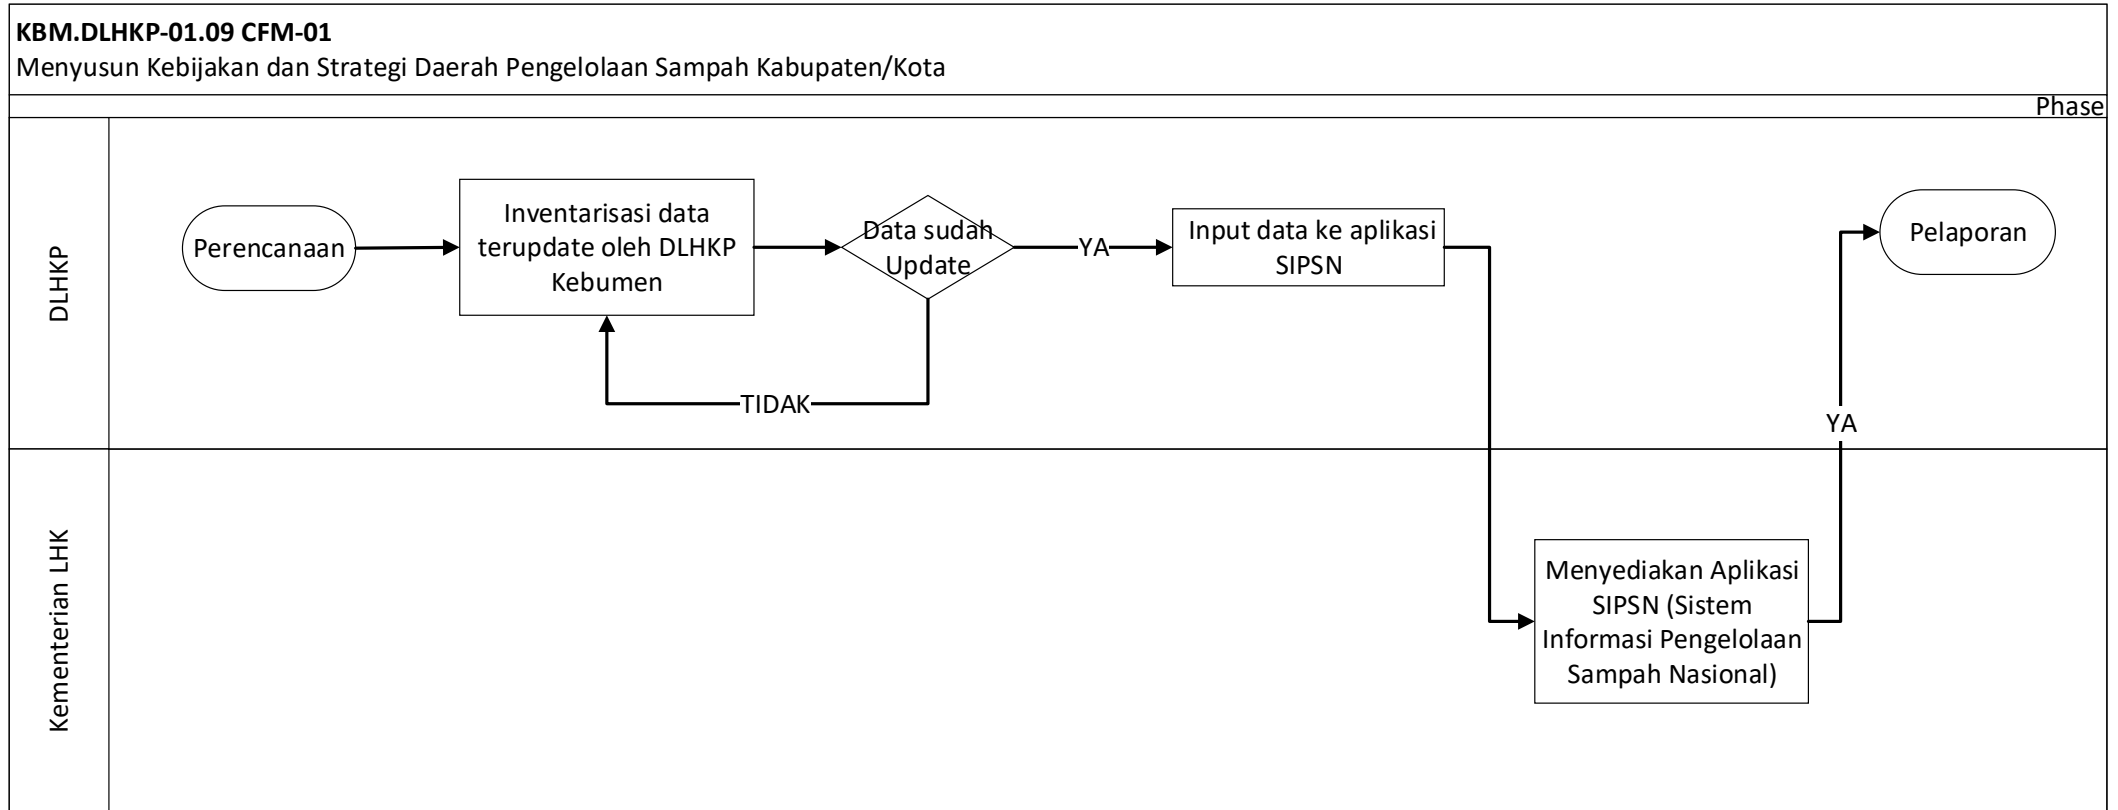 KBM.DLHKP-01.09 CFM-01
Menyusun Kebijakan dan Strategi Daerah Pengelolaan Sampah Kabupaten/Kota
Phase
DLHKP
Perencanaan
Inventarisasi data
terupdate oleh DLHKP
Kebumen
Data sudah
Update
YA
Input data ke aplikasi
SIPSN
Pelaporan
TIDAK
YA
Kementerian LHK
Menyediakan Aplikasi
SIPSN (Sistem
Informasi Pengelolaan
Sampah Nasional)